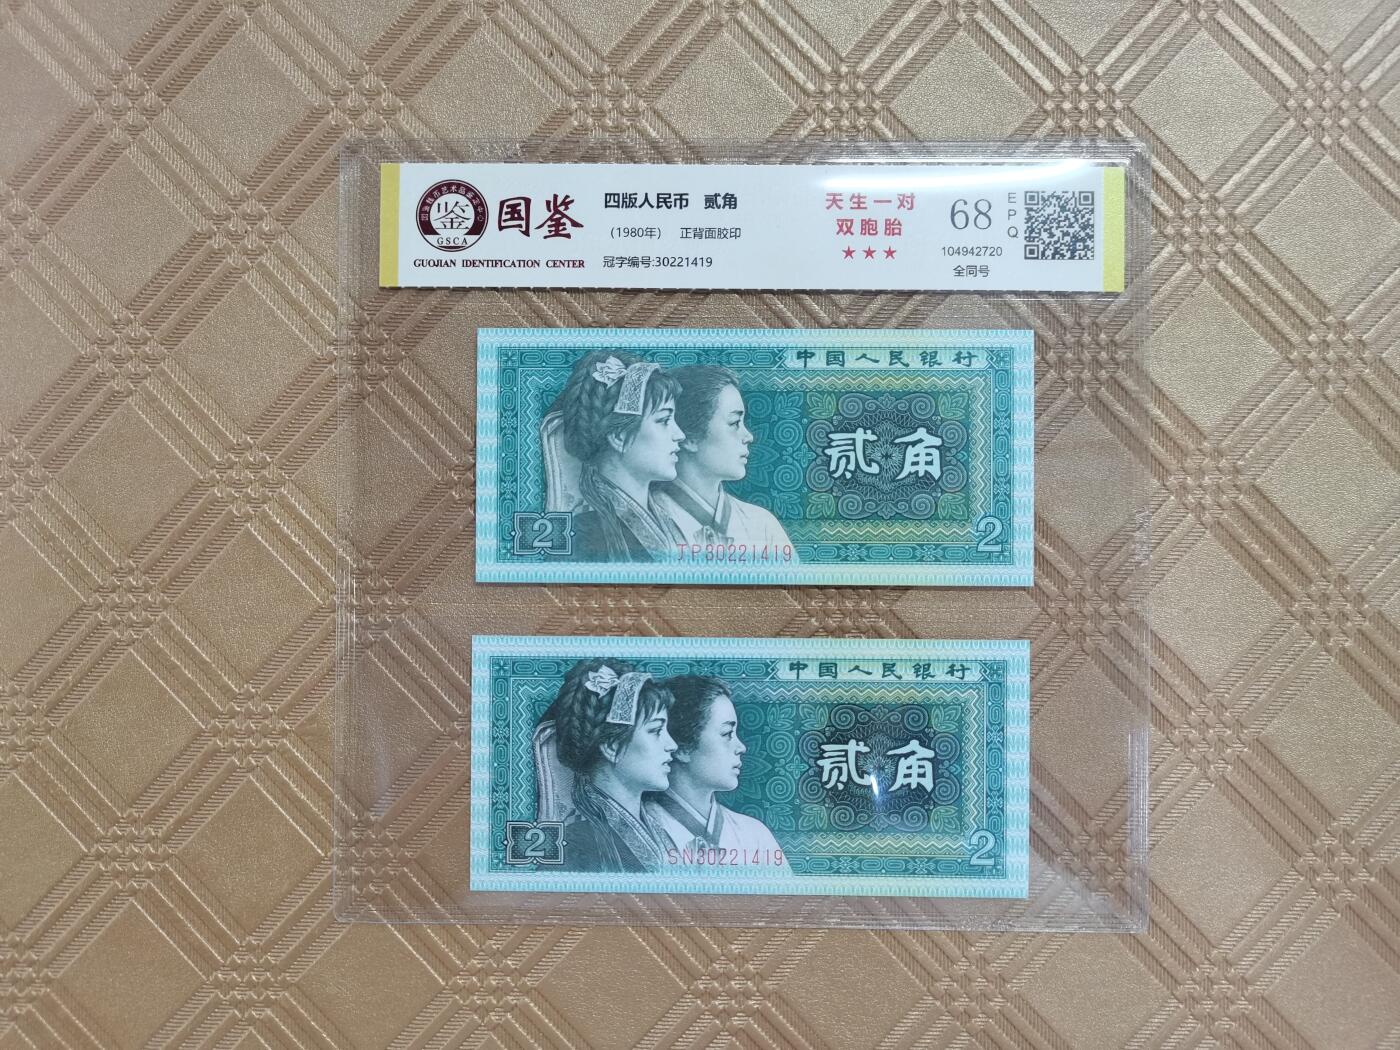 国鉴
鉴
GSCA
GUOJIAN IDENTIFICATION CENTER
四版人民币 贰角
(1980年) 正背面胶印
冠字编号:30221419
天生一对
双胞胎
★★★
68
EPQ
104942720
全同号
中国人民银行
贰角
2
2
JP30221419
中国人民银行
贰角
2
2
SN30221419